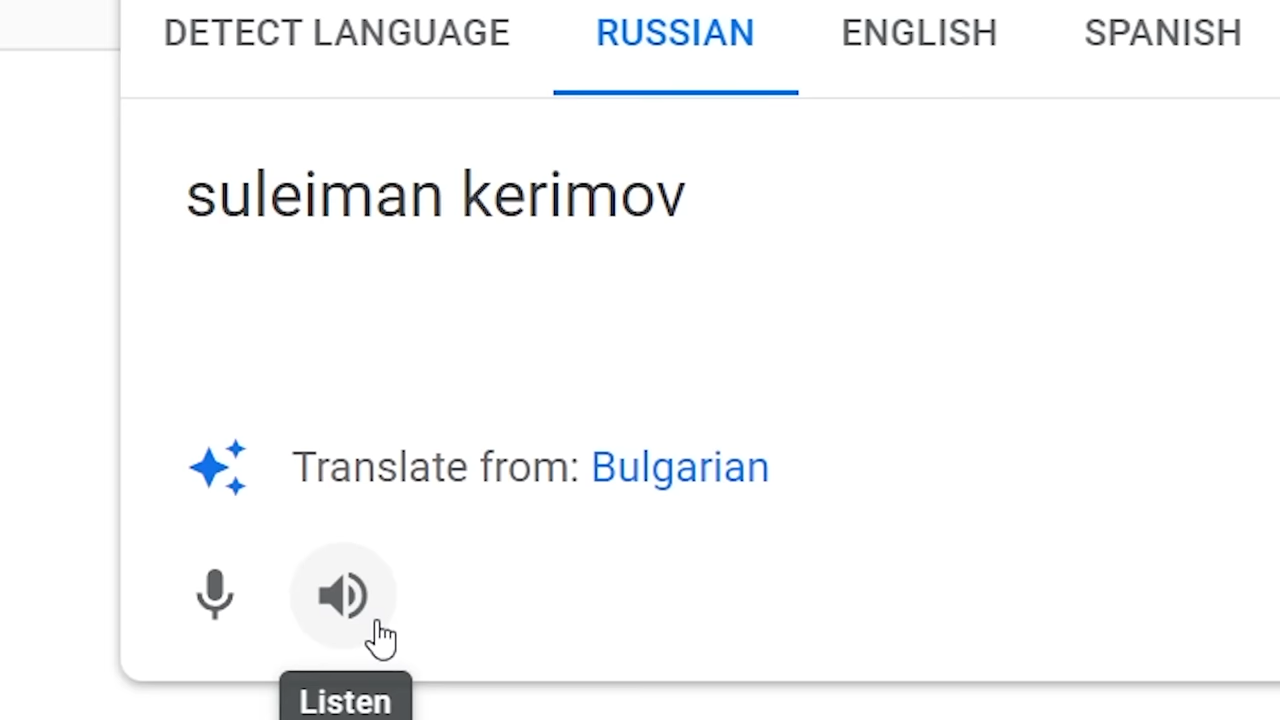 DETECT LANGUAGE RUSSIAN ENGLISH SPANISH
suleiman kerimov
Translate from: Bulgarian
Listen